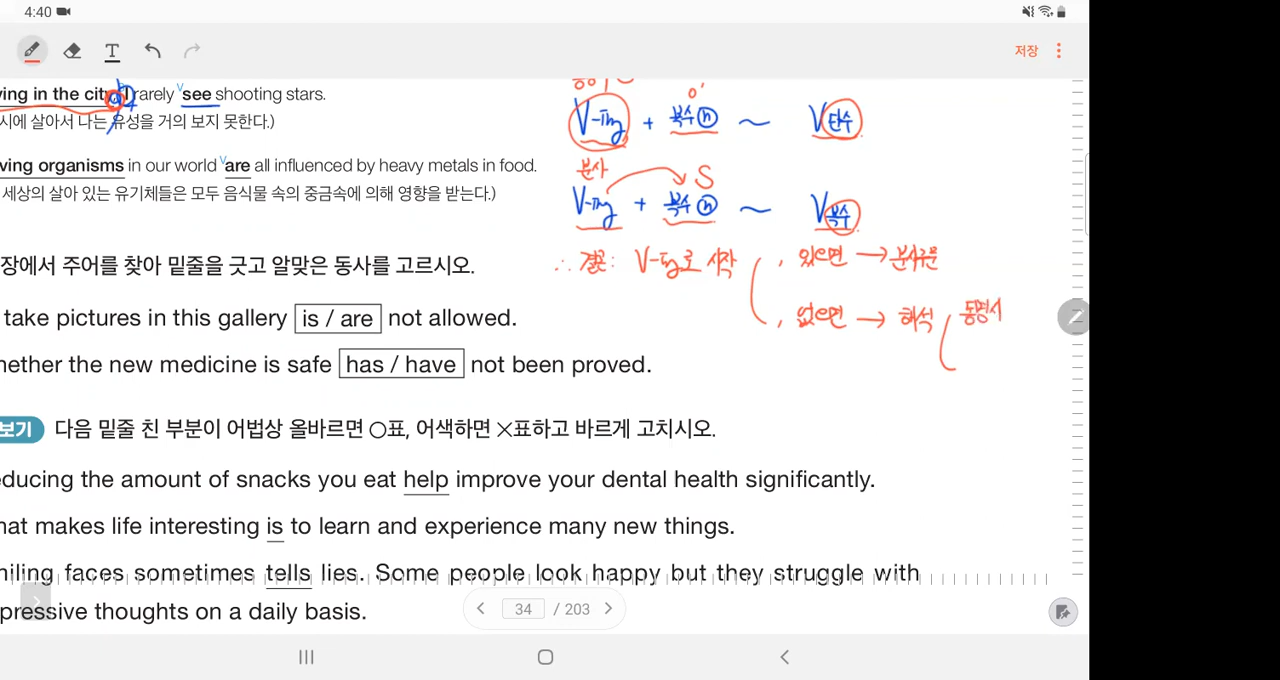 4:40
T
저장
ving in the city, I rarely see shooting stars.
시에 살아서 나는 유성을 거의 보지 못한다.)
V-ing + 복수ⓝ ~ V단수
O'
ving organisms in our world are all influenced by heavy metals in food.
세상의 살아 있는 유기체들은 모두 음식물 속의 중금속에 의해 영향을 받는다.)
분사
S
V-ing + 복수ⓝ ~ V복수
∴ 결론: V-ing로 시작
, 있으면 → 분사구문
, 없으면 → 해석
동명서
장에서 주어를 찾아 밑줄을 긋고 알맞은 동사를 고르시오.
take pictures in this gallery is / are not allowed.
hether the new medicine is safe has / have not been proved.
보기 다음 밑줄 친 부분이 어법상 올바르면 ○표, 어색하면 ×표하고 바르게 고치시오.
educing the amount of snacks you eat help improve your dental health significantly.
hat makes life interesting is to learn and experience many new things.
miling faces sometimes tells lies. Some people look happy but they struggle with
pressive thoughts on a daily basis.
34 / 203